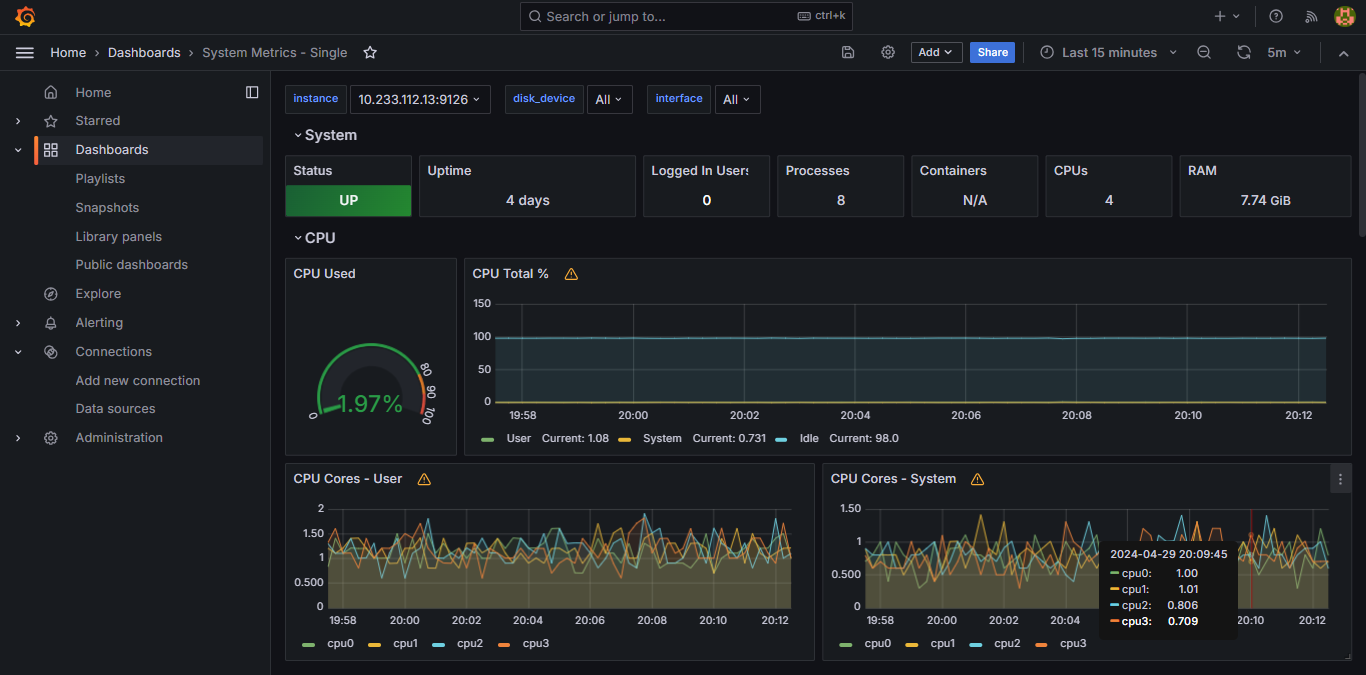 Search or jump to...
ctrl+k
Home › Dashboards › System Metrics - Single
Add
Share
Last 15 minutes
5m
Home
Starred
Dashboards
Playlists
Snapshots
Library panels
Public dashboards
Explore
Alerting
Connections
Add new connection
Data sources
Administration
instance 10.233.112.13:9126
disk_device All
interface All
System
Status
UP
Uptime
4 days
Logged In Users
0
Processes
8
Containers
N/A
CPUs
4
RAM
7.74 GiB
CPU
CPU Used
0
80
90
100
1.97%
CPU Total %
150
100
50
0
19:58 20:00 20:02 20:04 20:06 20:08 20:10 20:12
User Current: 1.08 System Current: 0.731 Idle Current: 98.0
CPU Cores - User
2
1.50
1
0.500
0
19:58 20:00 20:02 20:04 20:06 20:08 20:10 20:12
cpu0 cpu1 cpu2 cpu3
CPU Cores - System
1.50
1
0.500
0
19:58 20:00 20:02 20:04 20:10 20:12
cpu0 cpu1 cpu2 cpu3
2024-04-29 20:09:45
cpu0: 1.00
cpu1: 1.01
cpu2: 0.806
cpu3: 0.709